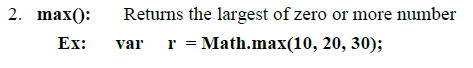 2. max(): Returns the largest of zero or more number
Ex: var r = Math.max(10, 20, 30);